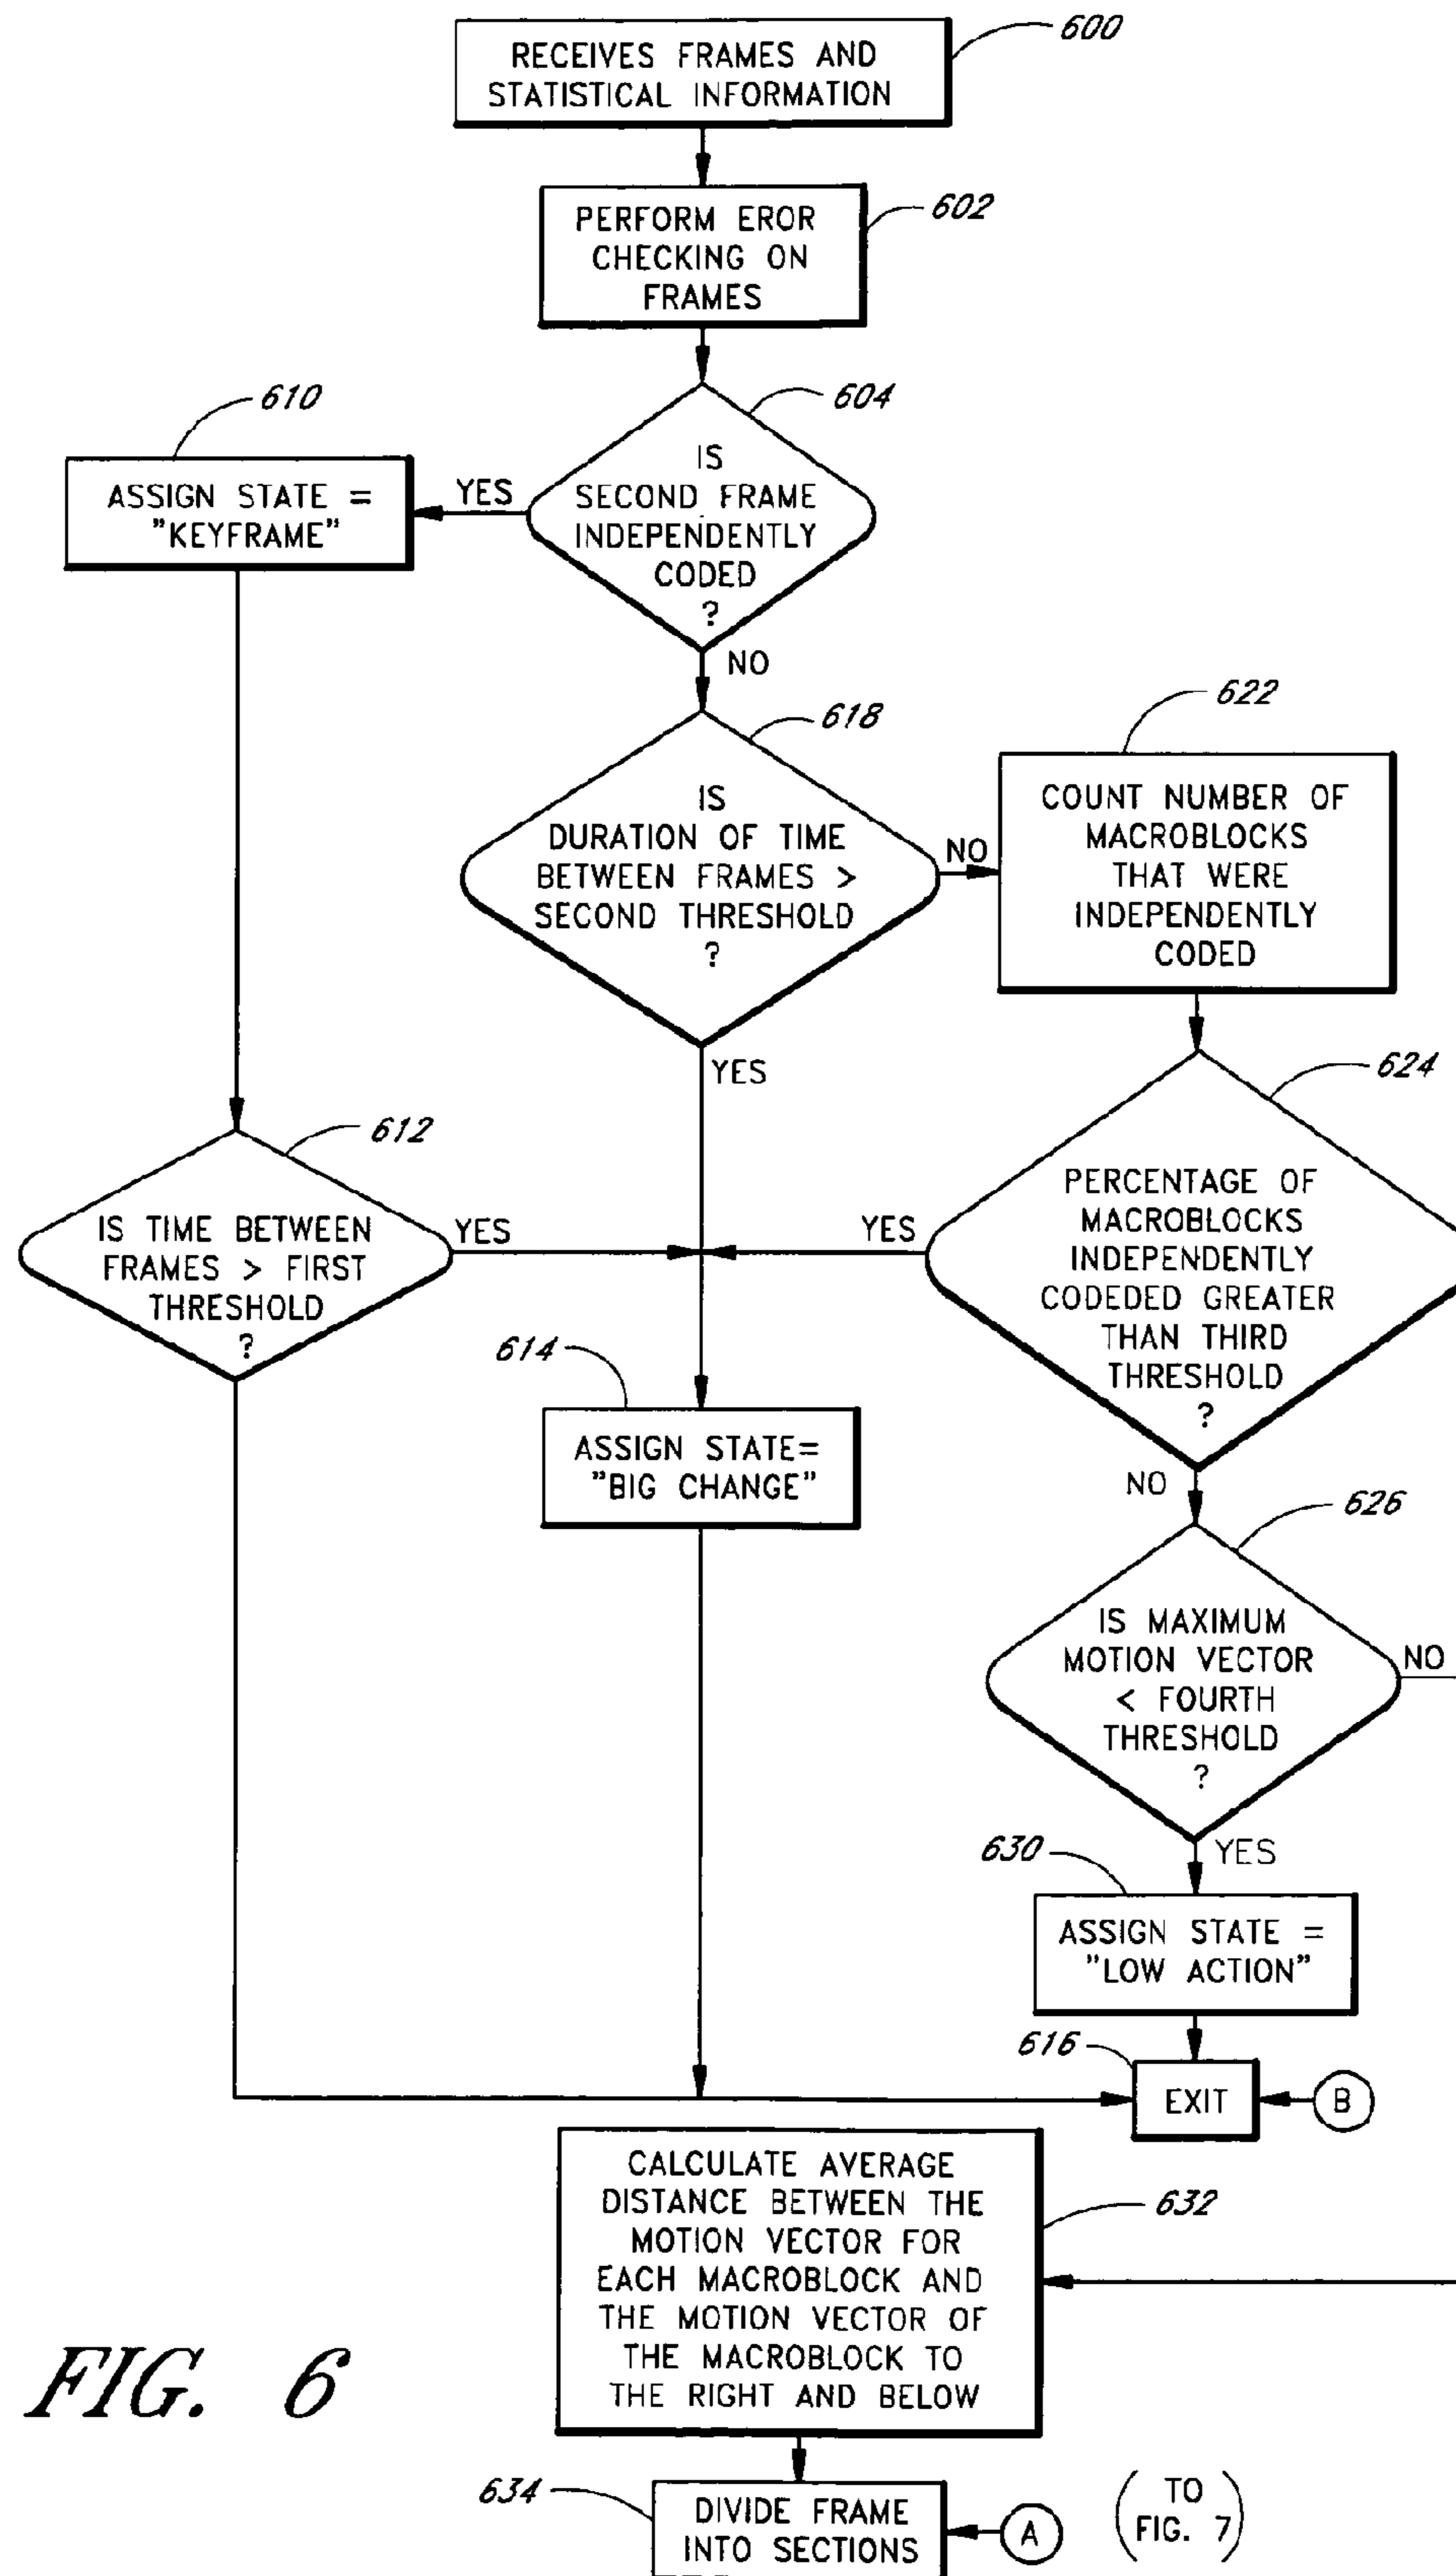 600
RECEIVES FRAMES AND
STATISTICAL INFORMATION
602
PERFORM EROR
CHECKING ON
FRAMES
604
IS
SECOND FRAME
INDEPENDENTLY
CODED
?
YES
NO
610
ASSIGN STATE =
"KEYFRAME"
618
IS
DURATION OF TIME
BETWEEN FRAMES >
SECOND THRESHOLD
?
NO
YES
622
COUNT NUMBER OF
MACROBLOCKS
THAT WERE
INDEPENDENTLY
CODED
612
IS TIME BETWEEN
FRAMES > FIRST
THRESHOLD
?
YES
624
PERCENTAGE OF
MACROBLOCKS
INDEPENDENTLY
CODEDED GREATER
THAN THIRD
THRESHOLD
?
YES
NO
614
ASSIGN STATE=
"BIG CHANGE"
626
IS MAXIMUM
MOTION VECTOR
< FOURTH
THRESHOLD
?
NO
YES
630
ASSIGN STATE =
"LOW ACTION"
616
EXIT
B
632
CALCULATE AVERAGE
DISTANCE BETWEEN THE
MOTION VECTOR FOR
EACH MACROBLOCK AND
THE MOTION VECTOR OF
THE MACROBLOCK TO
THE RIGHT AND BELOW
634
DIVIDE FRAME
INTO SECTIONS
A
(TO
FIG. 7)
FIG. 6